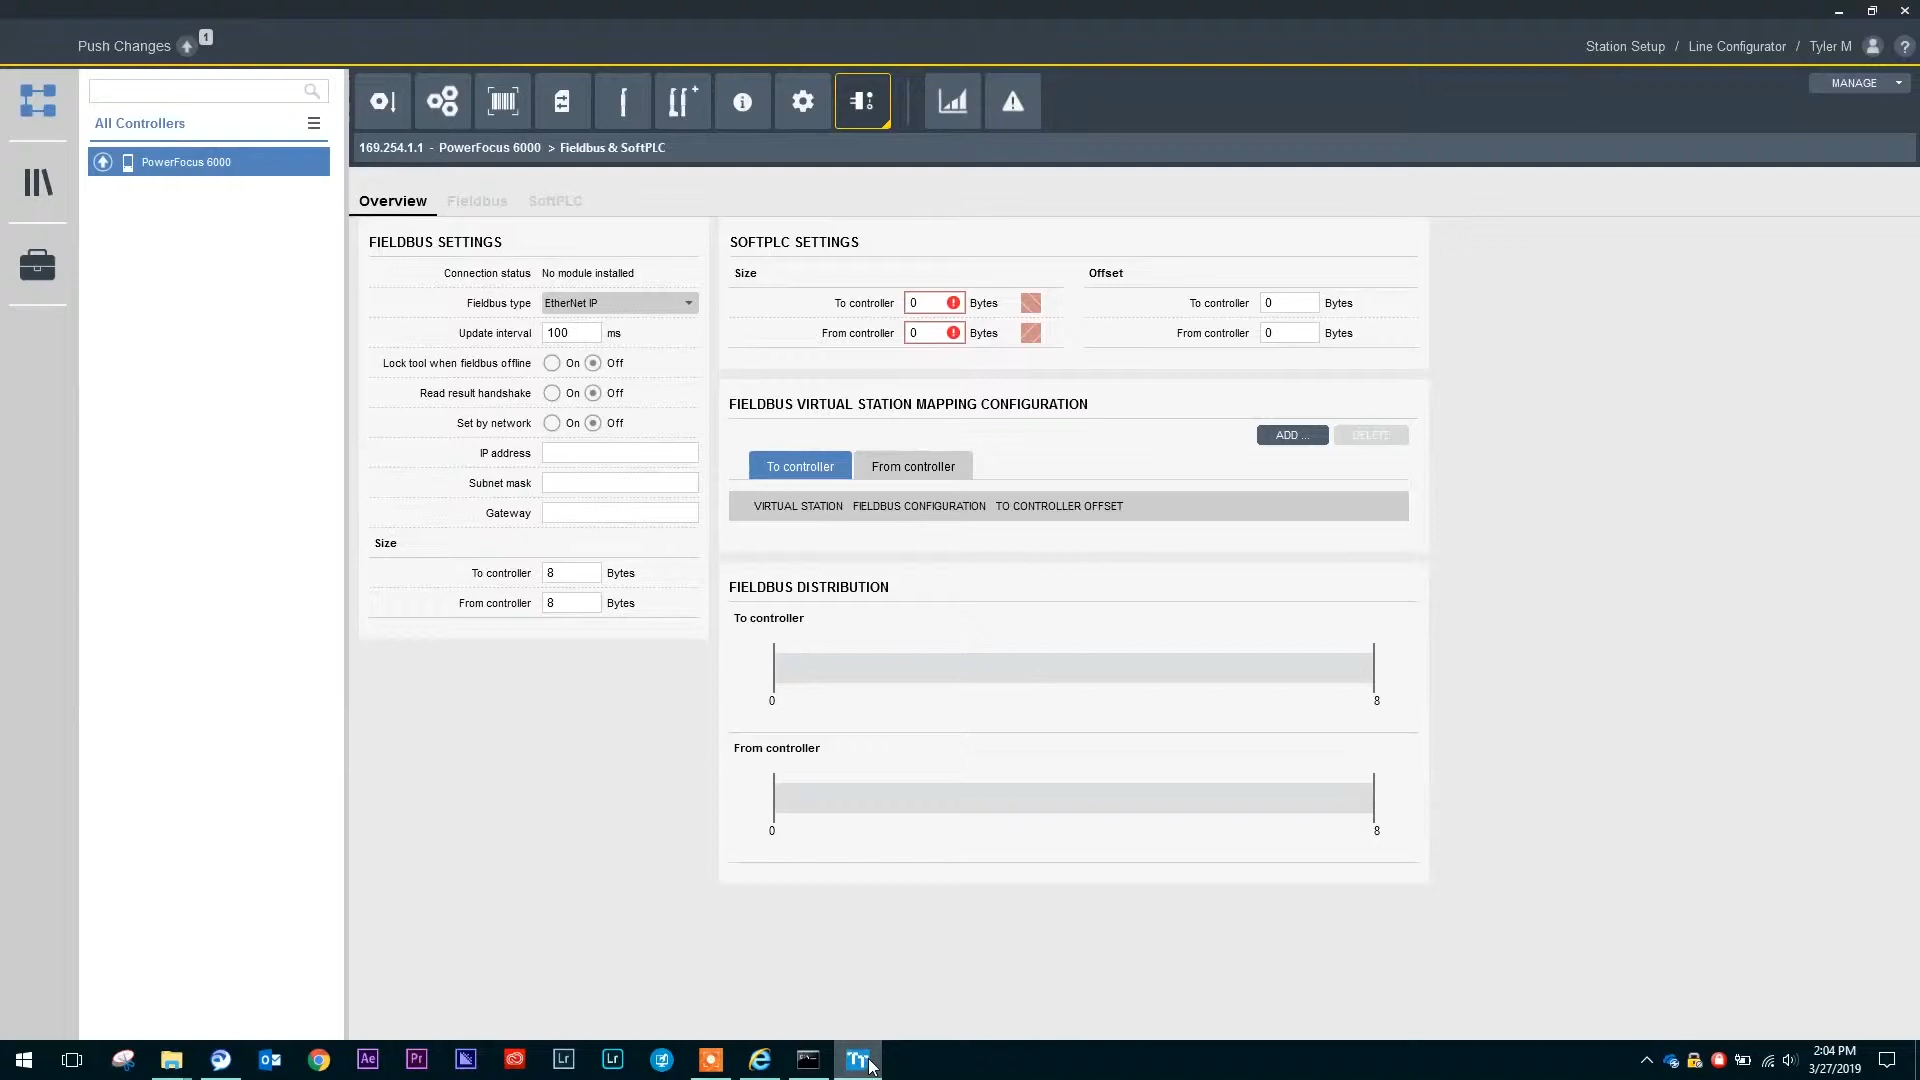 Push Changes 1
Station Setup / Line Configurator / Tyler M ?
MANAGE
All Controllers
PowerFocus 6000
169.254.1.1 - PowerFocus 6000 > Fieldbus & SoftPLC
Overview Fieldbus SoftPLC
FIELDBUS SETTINGS
Connection status No module installed
Fieldbus type EtherNet IP
Update interval 100 ms
Lock tool when fieldbus offline On Off
Read result handshake On Off
Set by network On Off
IP address
Subnet mask
Gateway
Size
To controller 8 Bytes
From controller 8 Bytes
SOFTPLC SETTINGS
Size Offset
To controller 0 Bytes To controller 0 Bytes
From controller 0 Bytes From controller 0 Bytes
FIELDBUS VIRTUAL STATION MAPPING CONFIGURATION
ADD ... DELETE
To controller From controller
VIRTUAL STATION FIELDBUS CONFIGURATION TO CONTROLLER OFFSET
FIELDBUS DISTRIBUTION
To controller
0 8
From controller
0 8
Ae Pr Lr Lr
2:04 PM
3/27/2019